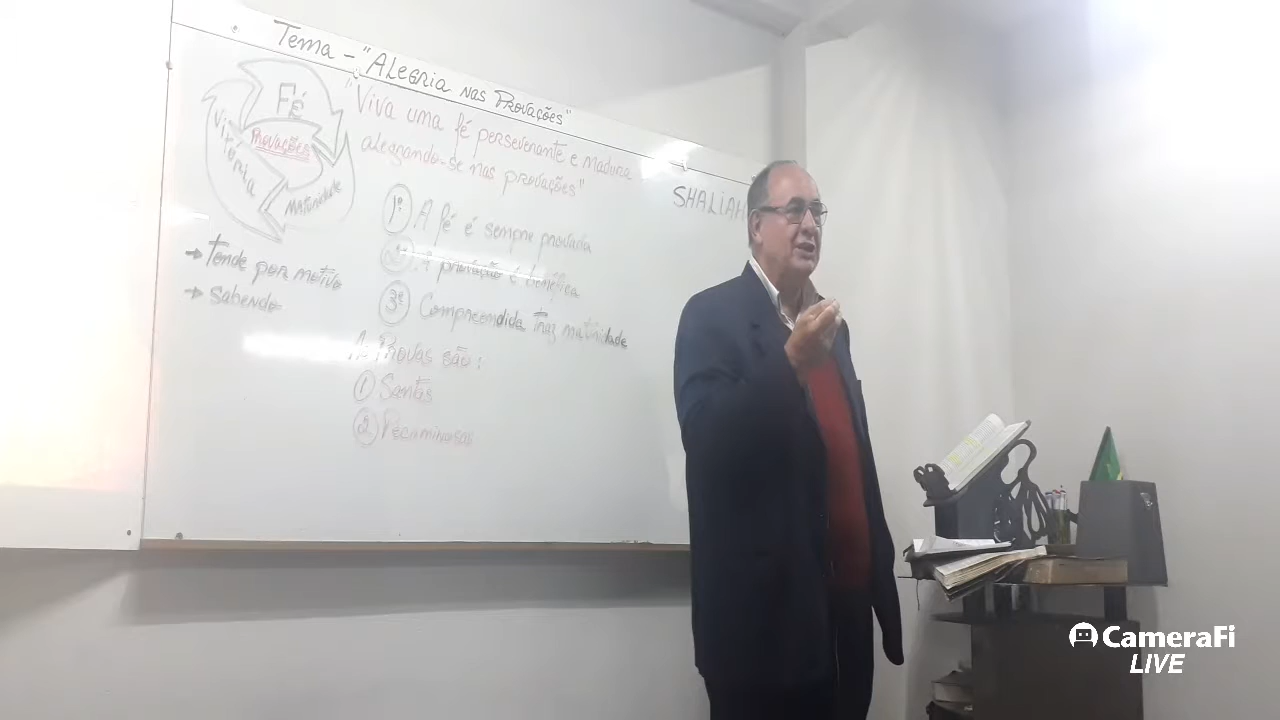 Tema - "Alegria nas Provações"
"Viva uma fé perseverante e madura
alegrando-se nas provações"
Fé
Provações
Vitória
Maturidade
SHALIAH
1º A fé é sempre provada
2º A provação é benéfica
3º Compreendida traz maturidade
→ Tende por motivo
→ Sabendo
As Provas são:
1 Santas
2 Pecaminosas
CameraFi
LIVE